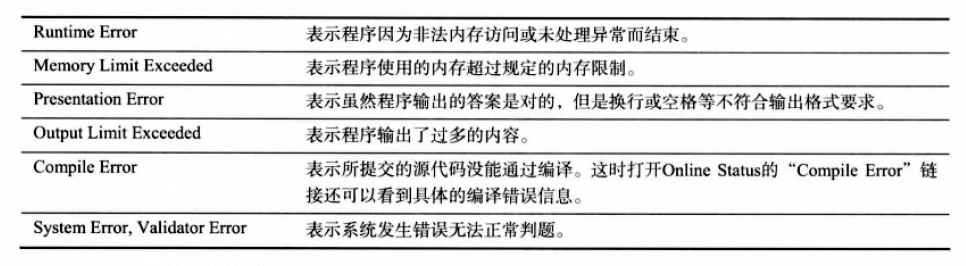 Runtime Error 表示程序因为非法内存访问或未处理异常而结束。
Memory Limit Exceeded 表示程序使用的内存超过规定的内存限制。
Presentation Error 表示虽然程序输出的答案是对的，但是换行或空格等不符合输出格式要求。
Output Limit Exceeded 表示程序输出了过多的内容。
Compile Error 表示所提交的源代码没能通过编译。这时打开Online Status的“Compile Error”链
接还可以看到具体的编译错误信息。
System Error, Validator Error 表示系统发生错误无法正常判题。